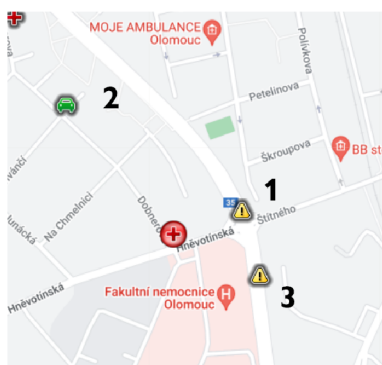 MOJE AMBULANCE
Olomouc
Polívkova
2
Petelinova
Škroupova
BB st
1
35
Štítného
Na Chmelnici
Dobnerc
Hněvotínská
Hněvotínská
Fakultní nemocnice
Olomouc
H
3